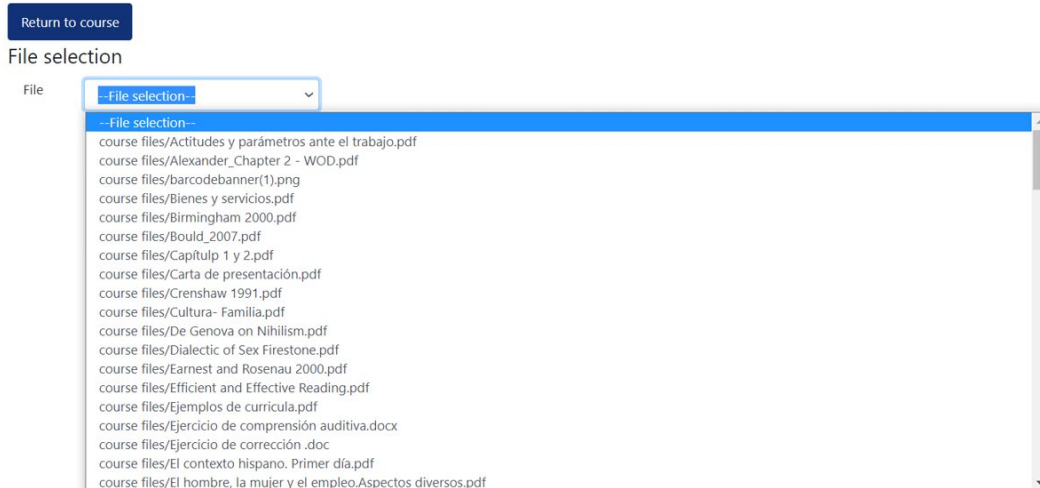 Return to course
File selection
File
--File selection--
--File selection--
course files/Actitudes y parámetros ante el trabajo.pdf
course files/Alexander_Chapter 2 - WOD.pdf
course files/barcodebanner(1).png
course files/Bienes y servicios.pdf
course files/Birmingham 2000.pdf
course files/Bould_2007.pdf
course files/Capítulp 1 y 2.pdf
course files/Carta de presentación.pdf
course files/Crenshaw 1991.pdf
course files/Cultura- Familia.pdf
course files/De Genova on Nihilism.pdf
course files/Dialectic of Sex Firestone.pdf
course files/Earnest and Rosenau 2000.pdf
course files/Efficient and Effective Reading.pdf
course files/Ejemplos de curricula.pdf
course files/Ejercicio de comprensión auditiva.docx
course files/Ejercicio de corrección .doc
course files/El contexto hispano. Primer día.pdf
course files/El hombre, la mujer y el empleo.Aspectos diversos.pdf